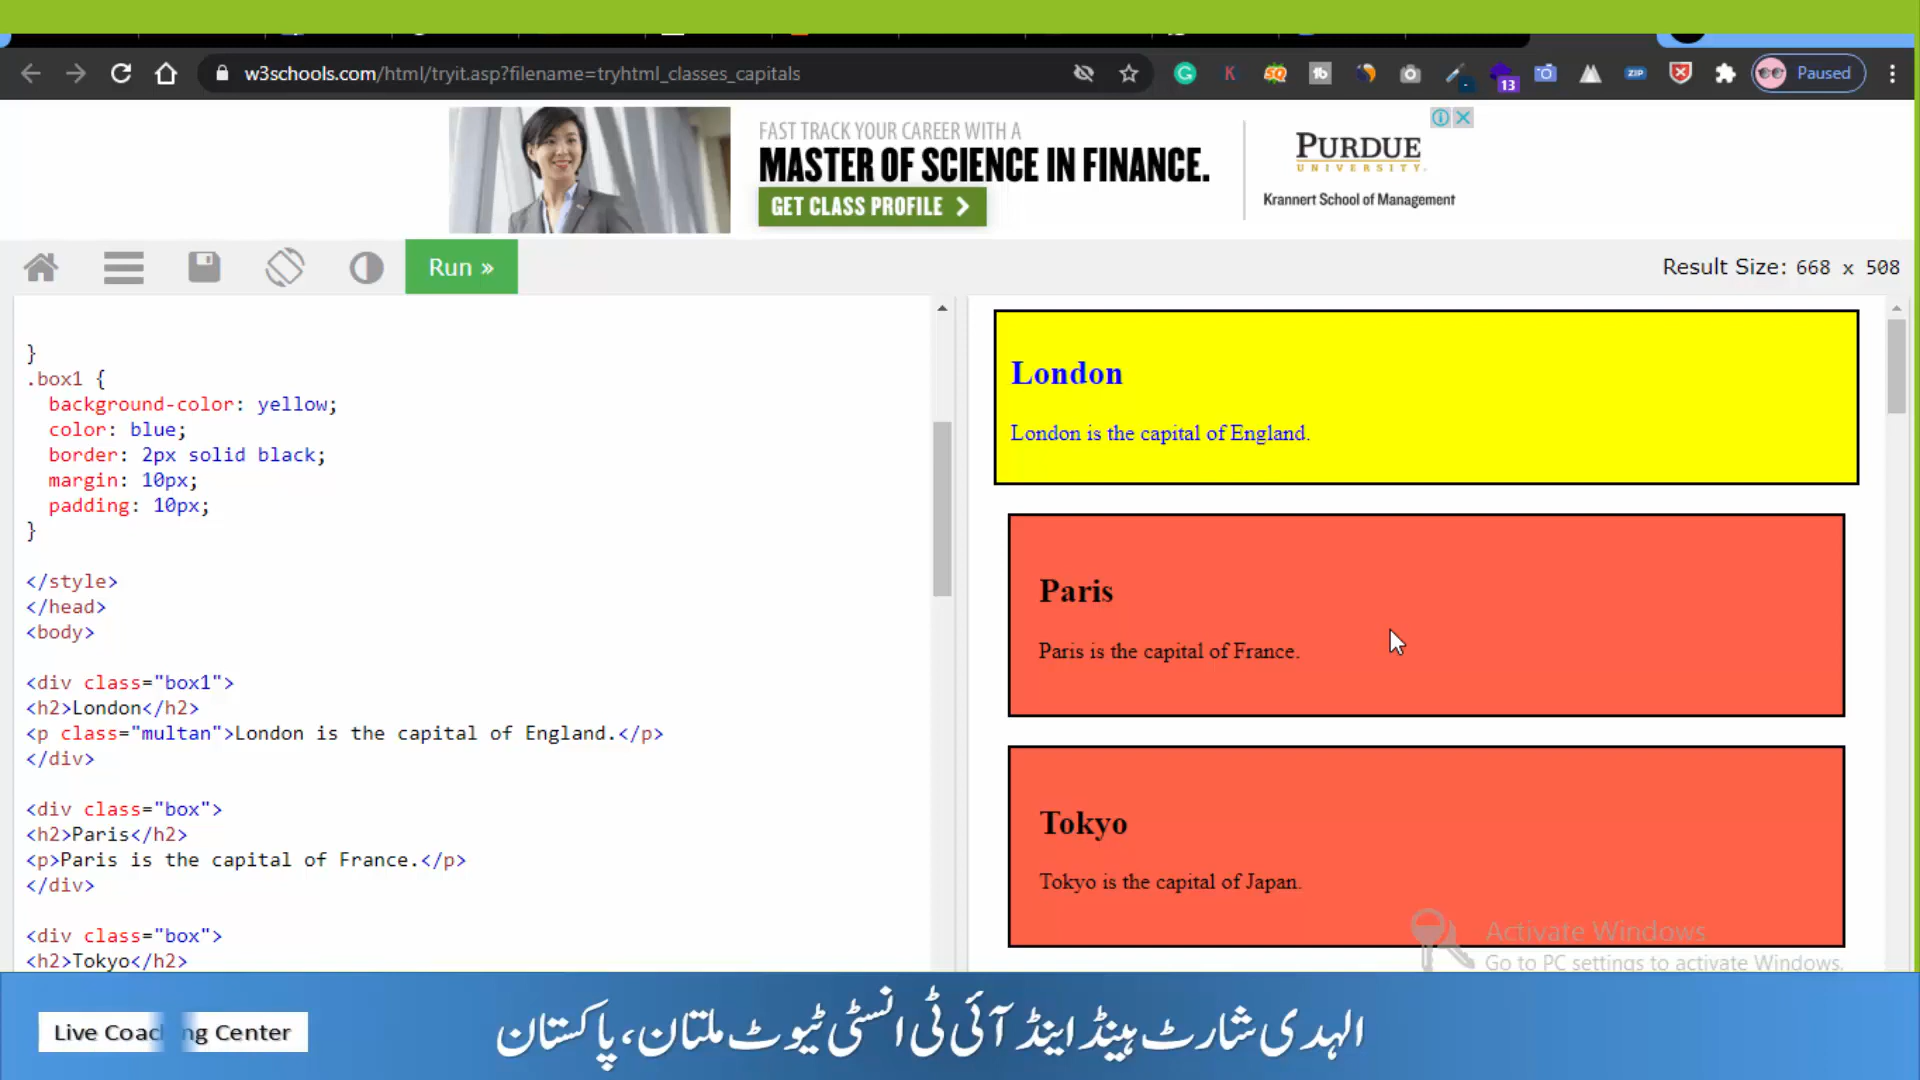 w3schools.com/html/tryit.asp?filename=tryhtml_classes_capitals
13
ZIP
Paused
FAST TRACK YOUR CAREER WITH A
MASTER OF SCIENCE IN FINANCE.
GET CLASS PROFILE
PURDUE
UNIVERSITY.
Krannert School of Management
Run »
Result Size: 668 x 508
}
.box1 {
background-color: yellow;
color: blue;
border: 2px solid black;
margin: 10px;
padding: 10px;
}
</style>
</head>
<body>
<div class="box1">
<h2>London</h2>
<p class="multan">London is the capital of England.</p>
</div>
<div class="box">
<h2>Paris</h2>
<p>Paris is the capital of France.</p>
</div>
<div class="box">
<h2>Tokyo</h2>
London
London is the capital of England.
Paris
Paris is the capital of France.
Tokyo
Tokyo is the capital of Japan.
Activate Windows
Go to PC settings to activate Windows.
Live Coaching Center
الہدی شارٹ ہینڈ اینڈ آئی ٹی انسٹی ٹیوٹ ملتان، پاکستان